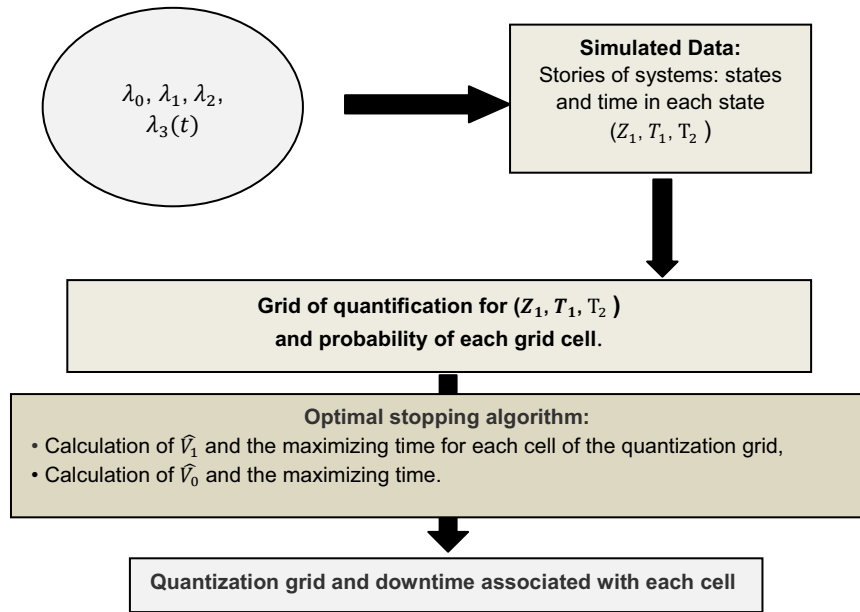 λ₀, λ₁, λ₂,
λ₃(t)
Simulated Data:
Stories of systems: states
and time in each state
(Z₁, T₁, T₂ )
Grid of quantification for (Z₁, T₁, T₂ )
and probability of each grid cell.
Optimal stopping algorithm:
• Calculation of V̂₁ and the maximizing time for each cell of the quantization grid,
• Calculation of V̂₀ and the maximizing time.
Quantization grid and downtime associated with each cell